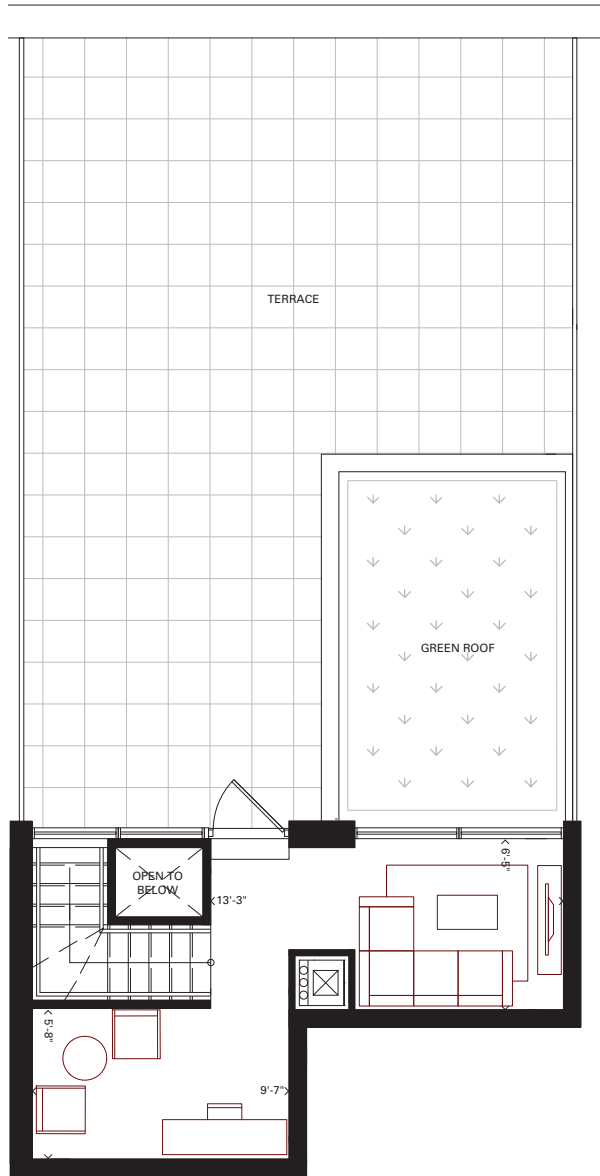 TERRACE
GREEN ROOF
6'-5"
OPEN TO
BELOW
13'-3"
5'-8"
9'-7"